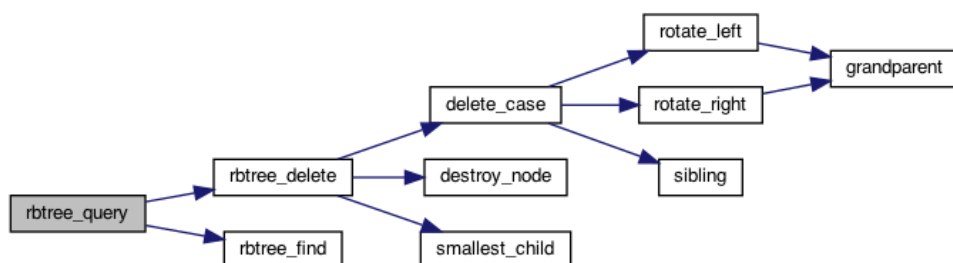 rotate_left
grandparent
delete_case
rotate_right
rbtree_delete
destroy_node
sibling
rbtree_query
rbtree_find
smallest_child